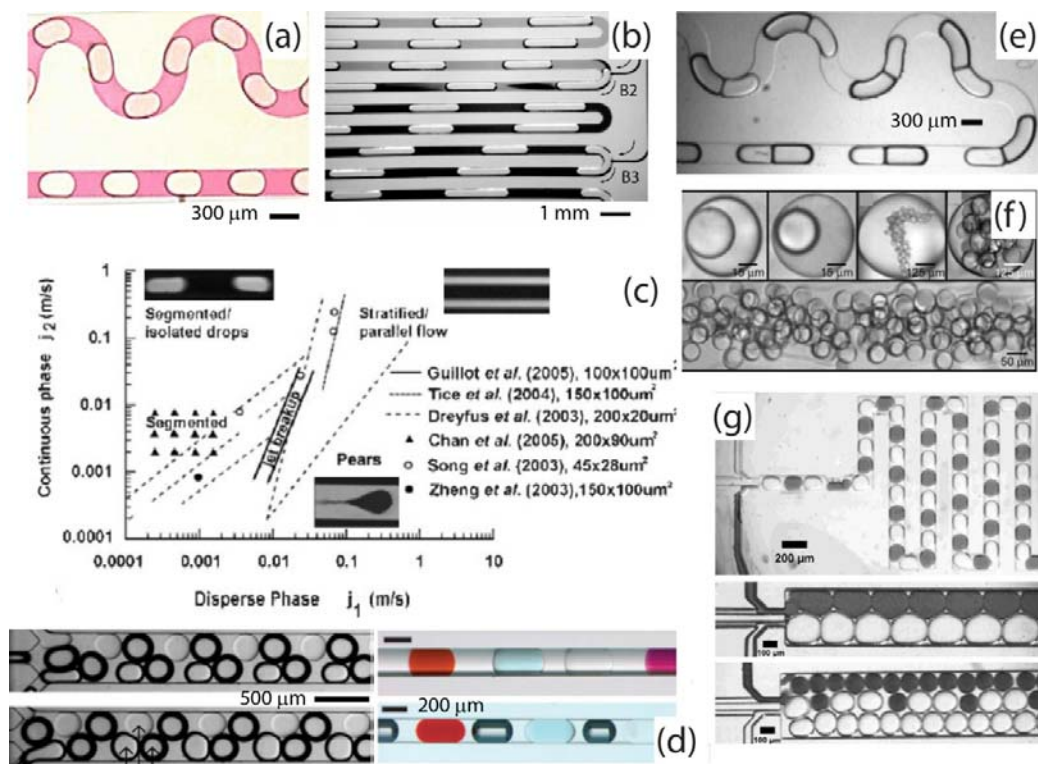 (a)
300 µm
(b)
B2
B3
1 mm
(e)
300 µm
(f)
15 µm
15 µm
125 µm
125 µm
50 µm
(c)
Continuous phase j2 (m/s)
1
0.1
0.01
0.001
0.0001
Segmented/
isolated drops
Stratified/
parallel flow
Segmented
Jet breakup
Pears
Guillot et al. (2005), 100x100um²
Tice et al. (2004), 150x100um²
Dreyfus et al. (2003), 200x20um²
Chan et al. (2005), 200x90um²
Song et al. (2003), 45x28um²
Zheng et al. (2003),150x100um²
0.0001
0.001
0.01
0.1
1
10
Disperse Phase j1 (m/s)
(g)
200 µm
100 µm
100 µm
500 µm
200 µm
(d)